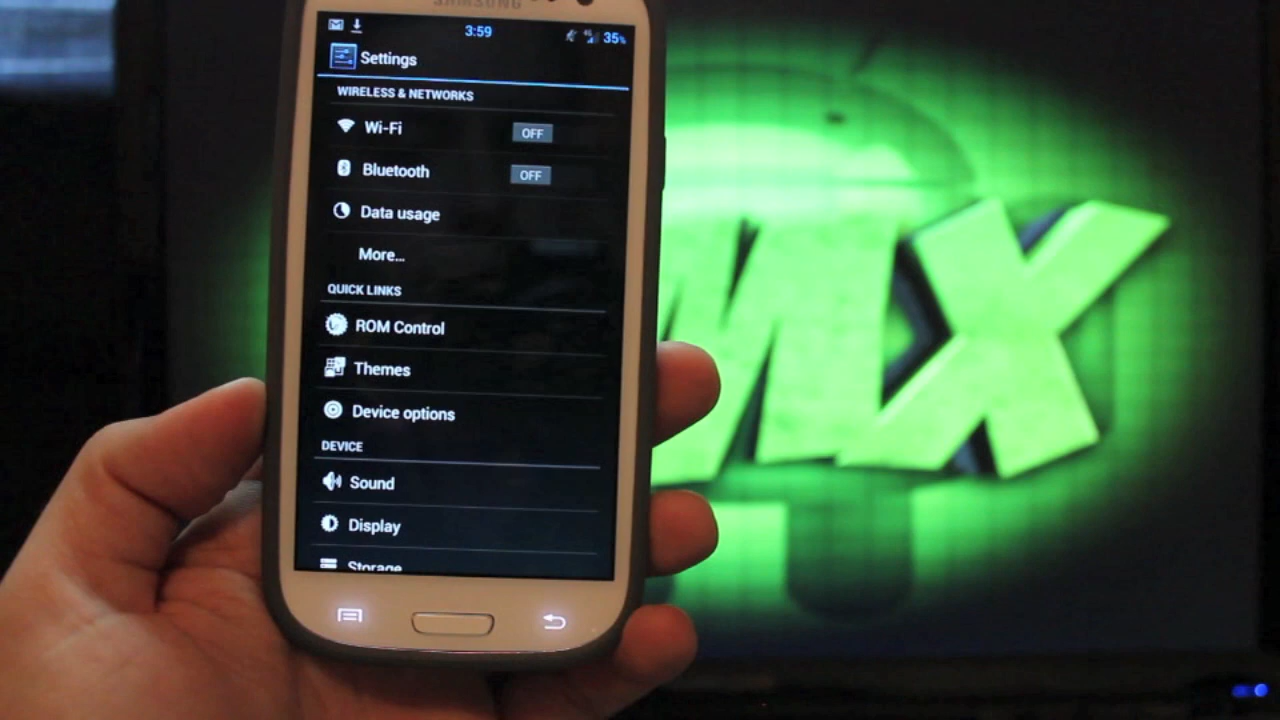 SAMSUNG
3:59
4G
35%
Settings
WIRELESS & NETWORKS
Wi-Fi
OFF
Bluetooth
OFF
Data usage
More...
QUICK LINKS
ROM Control
Themes
Device options
DEVICE
Sound
Display
Storage
MX